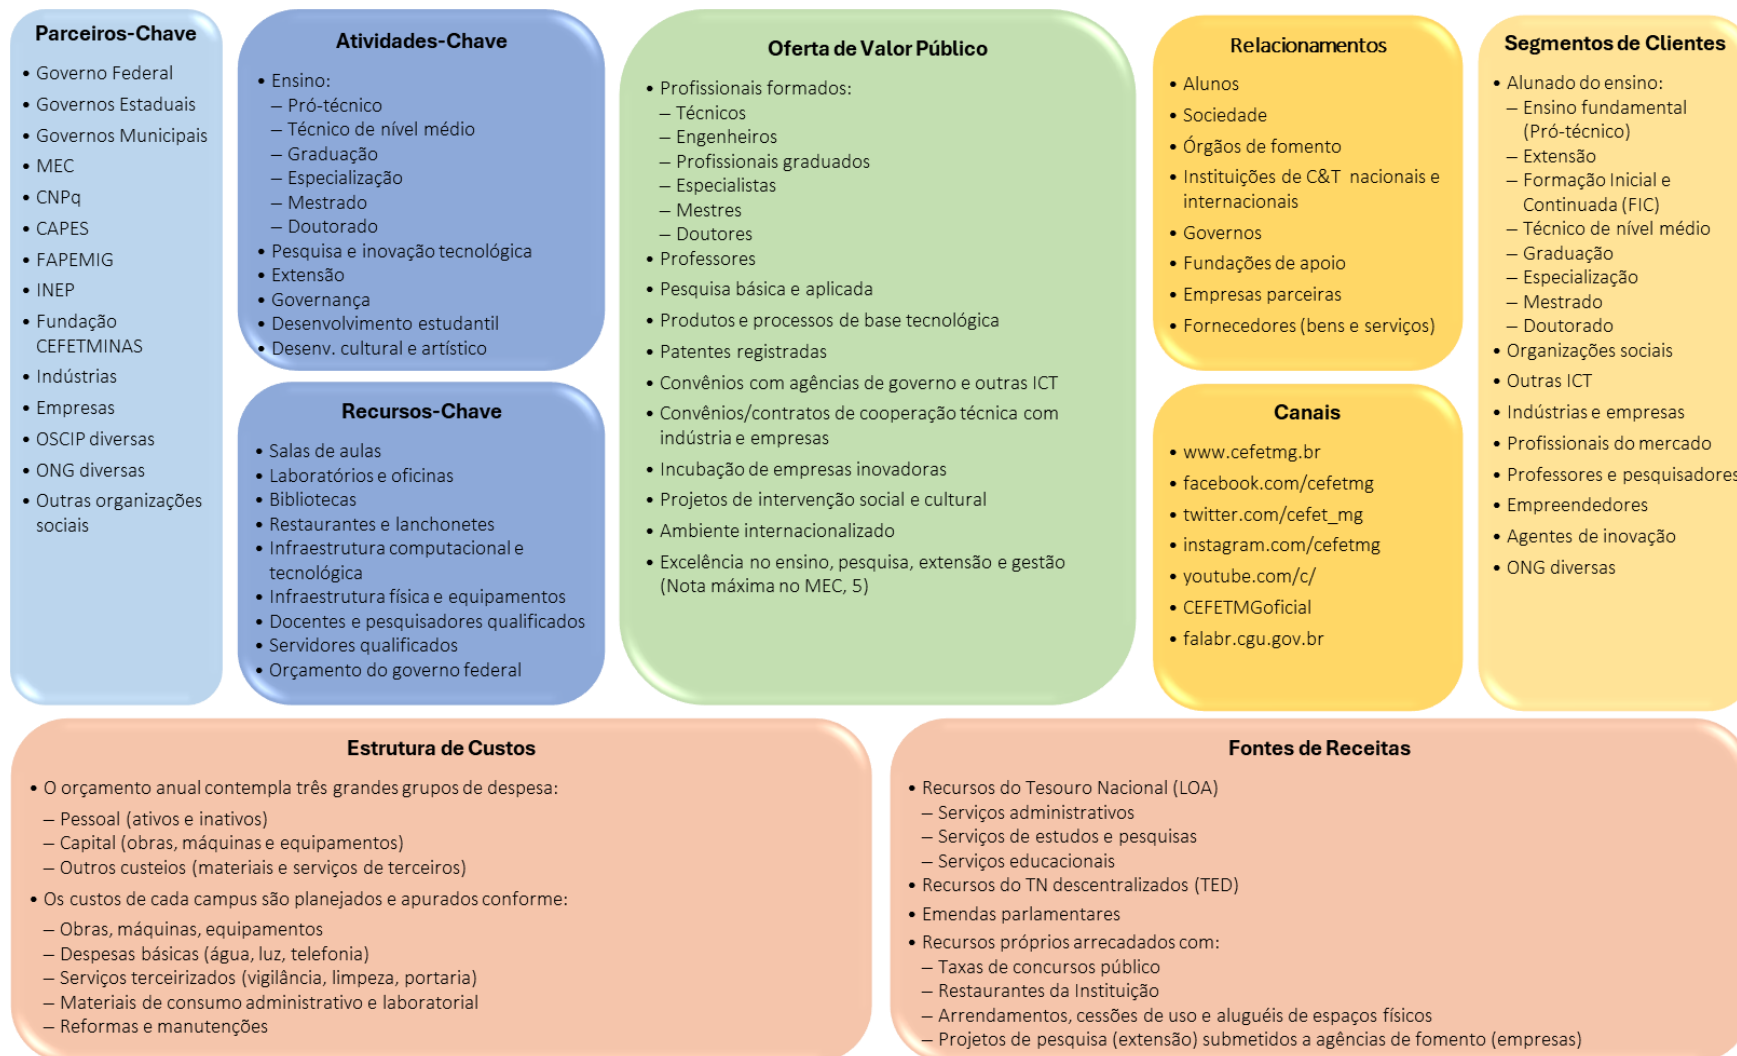 Parceiros-Chave
• Governo Federal
• Governos Estaduais
• Governos Municipais
• MEC
• CNPq
• CAPES
• FAPEMIG
• INEP
• Fundação
CEFETMINAS
• Indústrias
• Empresas
• OSCIP diversas
• ONG diversas
• Outras organizações
sociais
Atividades-Chave
• Ensino:
– Pró-técnico
– Técnico de nível médio
– Graduação
– Especialização
– Mestrado
– Doutorado
• Pesquisa e inovação tecnológica
• Extensão
• Governança
• Desenvolvimento estudantil
• Desenv. cultural e artístico
Recursos-Chave
• Salas de aulas
• Laboratórios e oficinas
• Bibliotecas
• Restaurantes e lanchonetes
• Infraestrutura computacional e
tecnológica
• Infraestrutura física e equipamentos
• Docentes e pesquisadores qualificados
• Servidores qualificados
• Orçamento do governo federal
Oferta de Valor Público
• Profissionais formados:
– Técnicos
– Engenheiros
– Profissionais graduados
– Especialistas
– Mestres
– Doutores
• Professores
• Pesquisa básica e aplicada
• Produtos e processos de base tecnológica
• Patentes registradas
• Convênios com agências de governo e outras ICT
• Convênios/contratos de cooperação técnica com
indústria e empresas
• Incubação de empresas inovadoras
• Projetos de intervenção social e cultural
• Ambiente internacionalizado
• Excelência no ensino, pesquisa, extensão e gestão
(Nota máxima no MEC, 5)
Relacionamentos
• Alunos
• Sociedade
• Órgãos de fomento
• Instituições de C&T nacionais e
internacionais
• Governos
• Fundações de apoio
• Empresas parceiras
• Fornecedores (bens e serviços)
Canais
• www.cefetmg.br
• facebook.com/cefetmg
• twitter.com/cefet_mg
• instagram.com/cefetmg
• youtube.com/c/
• CEFETMGoficial
• falabr.cgu.gov.br
Segmentos de Clientes
• Alunado do ensino:
– Ensino fundamental
(Pró-técnico)
– Extensão
– Formação Inicial e
Continuada (FIC)
– Técnico de nível médio
– Graduação
– Especialização
– Mestrado
– Doutorado
• Organizações sociais
• Outras ICT
• Indústrias e empresas
• Profissionais do mercado
• Professores e pesquisadores
• Empreendedores
• Agentes de inovação
• ONG diversas
Estrutura de Custos
• O orçamento anual contempla três grandes grupos de despesa:
– Pessoal (ativos e inativos)
– Capital (obras, máquinas e equipamentos)
– Outros custeios (materiais e serviços de terceiros)
• Os custos de cada campus são planejados e apurados conforme:
– Obras, máquinas, equipamentos
– Despesas básicas (água, luz, telefonia)
– Serviços terceirizados (vigilância, limpeza, portaria)
– Materiais de consumo administrativo e laboratorial
– Reformas e manutenções
Fontes de Receitas
• Recursos do Tesouro Nacional (LOA)
– Serviços administrativos
– Serviços de estudos e pesquisas
– Serviços educacionais
• Recursos do TN descentralizados (TED)
• Emendas parlamentares
• Recursos próprios arrecadados com:
– Taxas de concursos público
– Restaurantes da Instituição
– Arrendamentos, cessões de uso e aluguéis de espaços físicos
– Projetos de pesquisa (extensão) submetidos a agências de fomento (empresas)